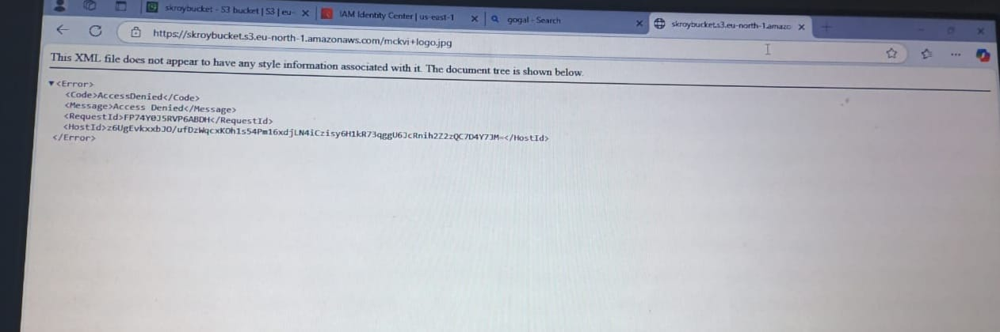 skroybucket - S3 bucket | S3 | eu-
IAM Identity Center | us-east-1
gogal - Search
skroybucket.s3.eu-north-1.amazo
https://skroybucket.s3.eu-north-1.amazonaws.com/mckvi+logo.jpg
This XML file does not appear to have any style information associated with it. The document tree is shown below.
▼<Error>
<Code>AccessDenied</Code>
<Message>Access Denied</Message>
<RequestId>FP74Y0J5RVP6ABDH</RequestId>
<HostId>z6UgEvkxxbJO/ufDzWqcxKOh1s54Pm16xdjLN4iCzisy6H1kR73qggU6JcRnih2Z2zQC7D4Y7JM=</HostId>
</Error>